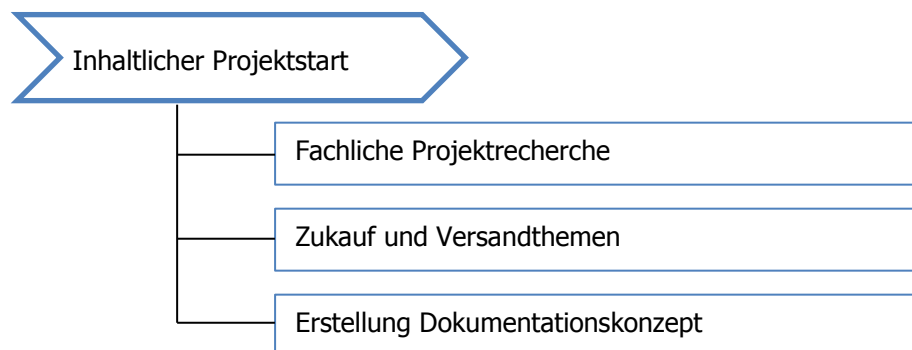 Inhaltlicher Projektstart
Fachliche Projektrecherche
Zukauf und Versandthemen
Erstellung Dokumentationskonzept